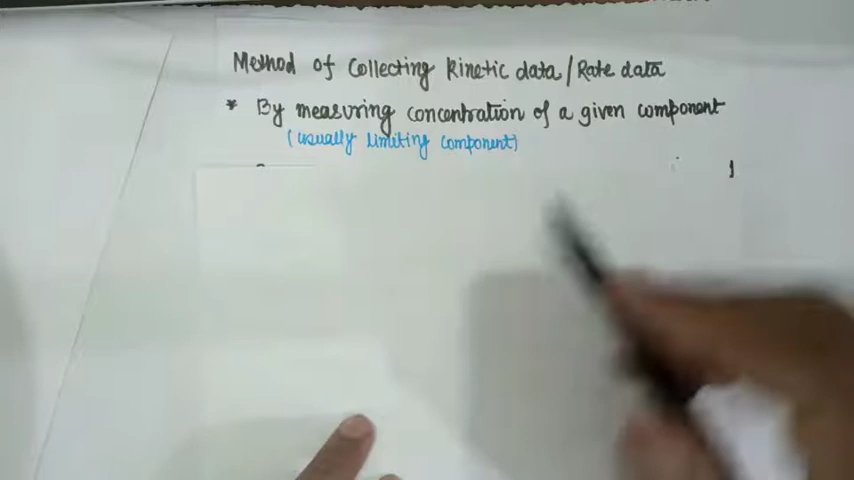 Method of Collecting kinetic data/Rate data
* By measuring concentration of a given component
(usually limiting component)